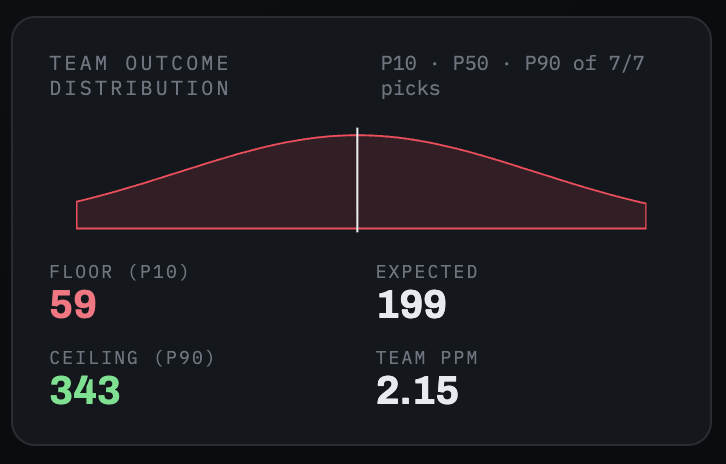 TEAM OUTCOME
DISTRIBUTION
P10 · P50 · P90 of 7/7
picks
FLOOR (P10)
59
EXPECTED
199
CEILING (P90)
343
TEAM PPM
2.15